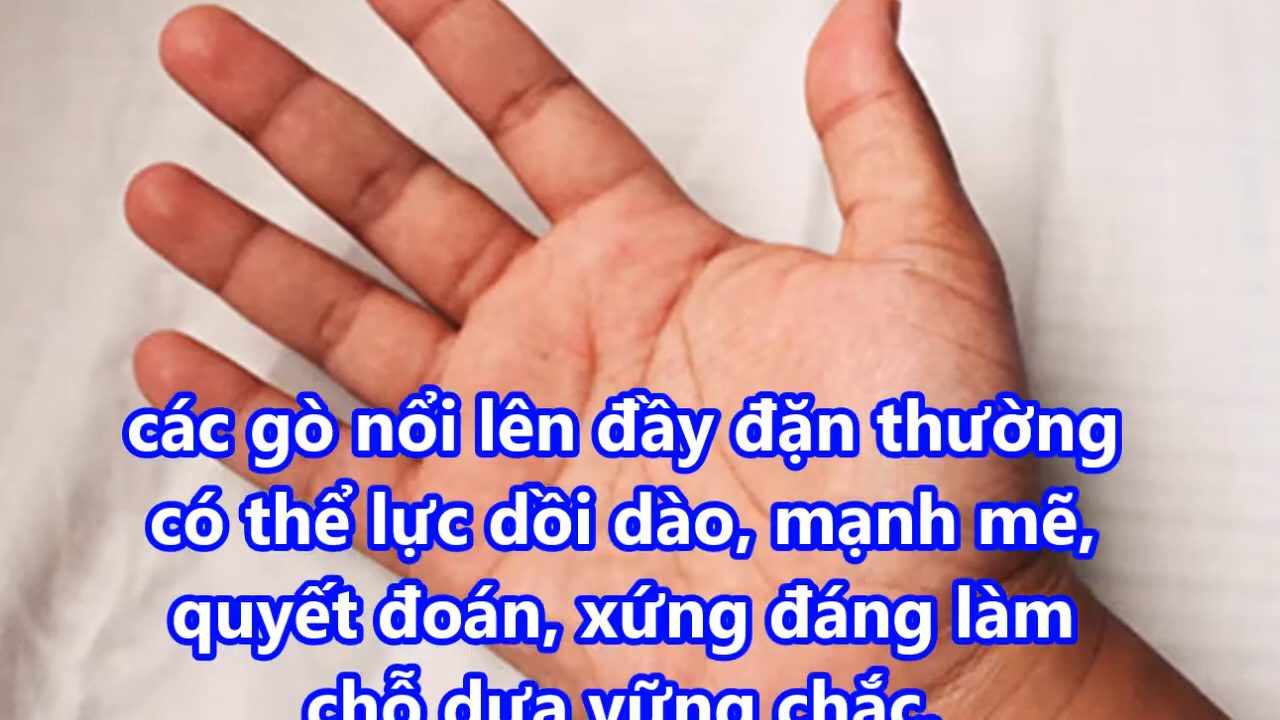 các gò nổi lên đầy đặn thường
có thể lực dồi dào, mạnh mẽ,
quyết đoán, xứng đáng làm
chỗ dựa vững chắc.